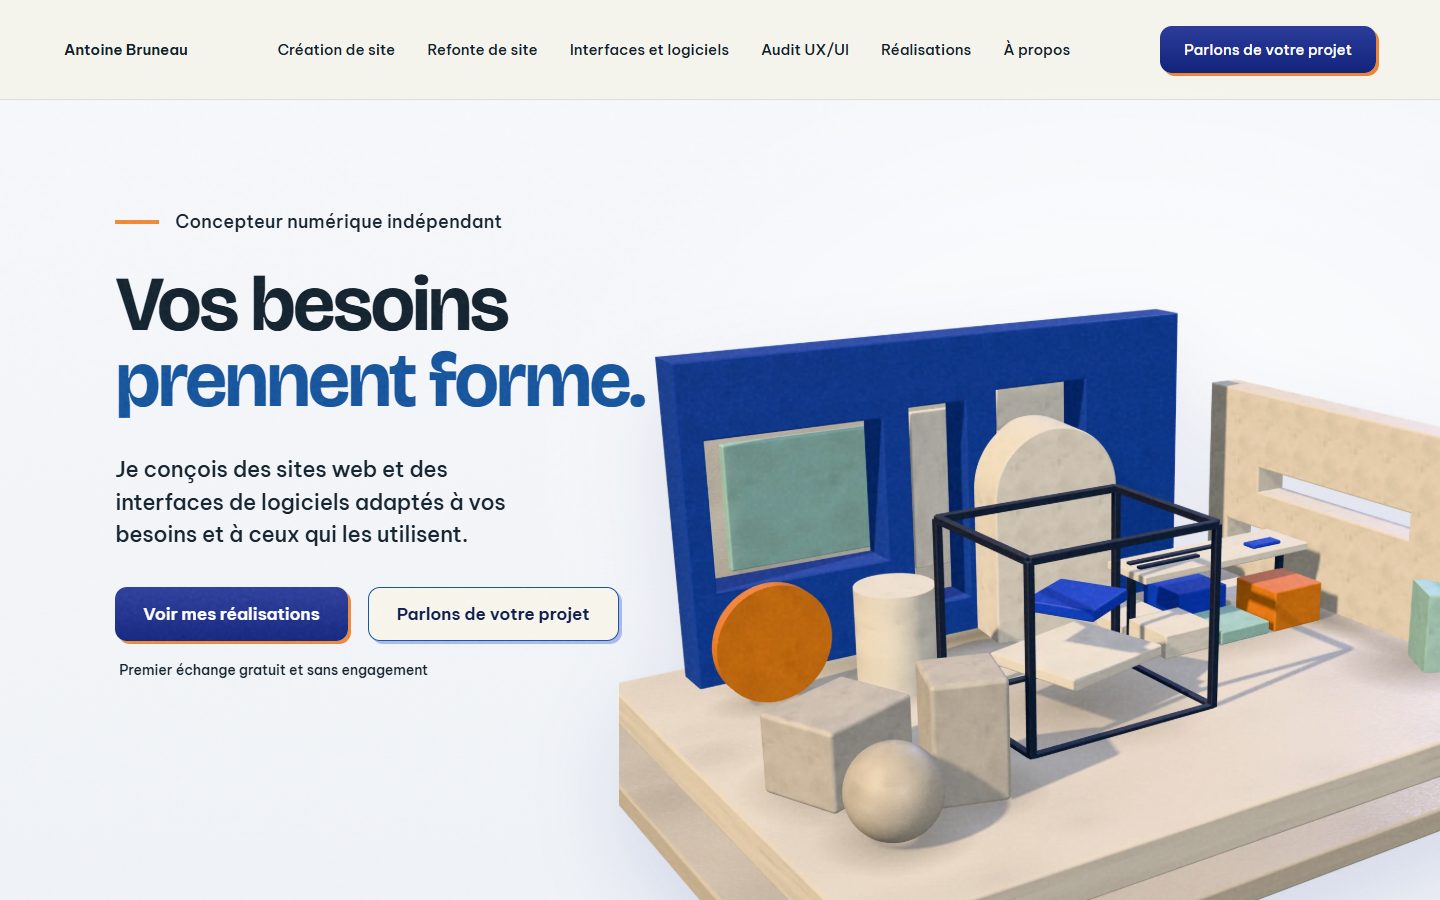 Antoine Bruneau
Création de site
Refonte de site
Interfaces et logiciels
Audit UX/UI
Réalisations
À propos
Parlons de votre projet
Concepteur numérique indépendant
Vos besoins
prennent forme.
Je conçois des sites web et des
interfaces de logiciels adaptés à vos
besoins et à ceux qui les utilisent.
Voir mes réalisations
Parlons de votre projet
Premier échange gratuit et sans engagement